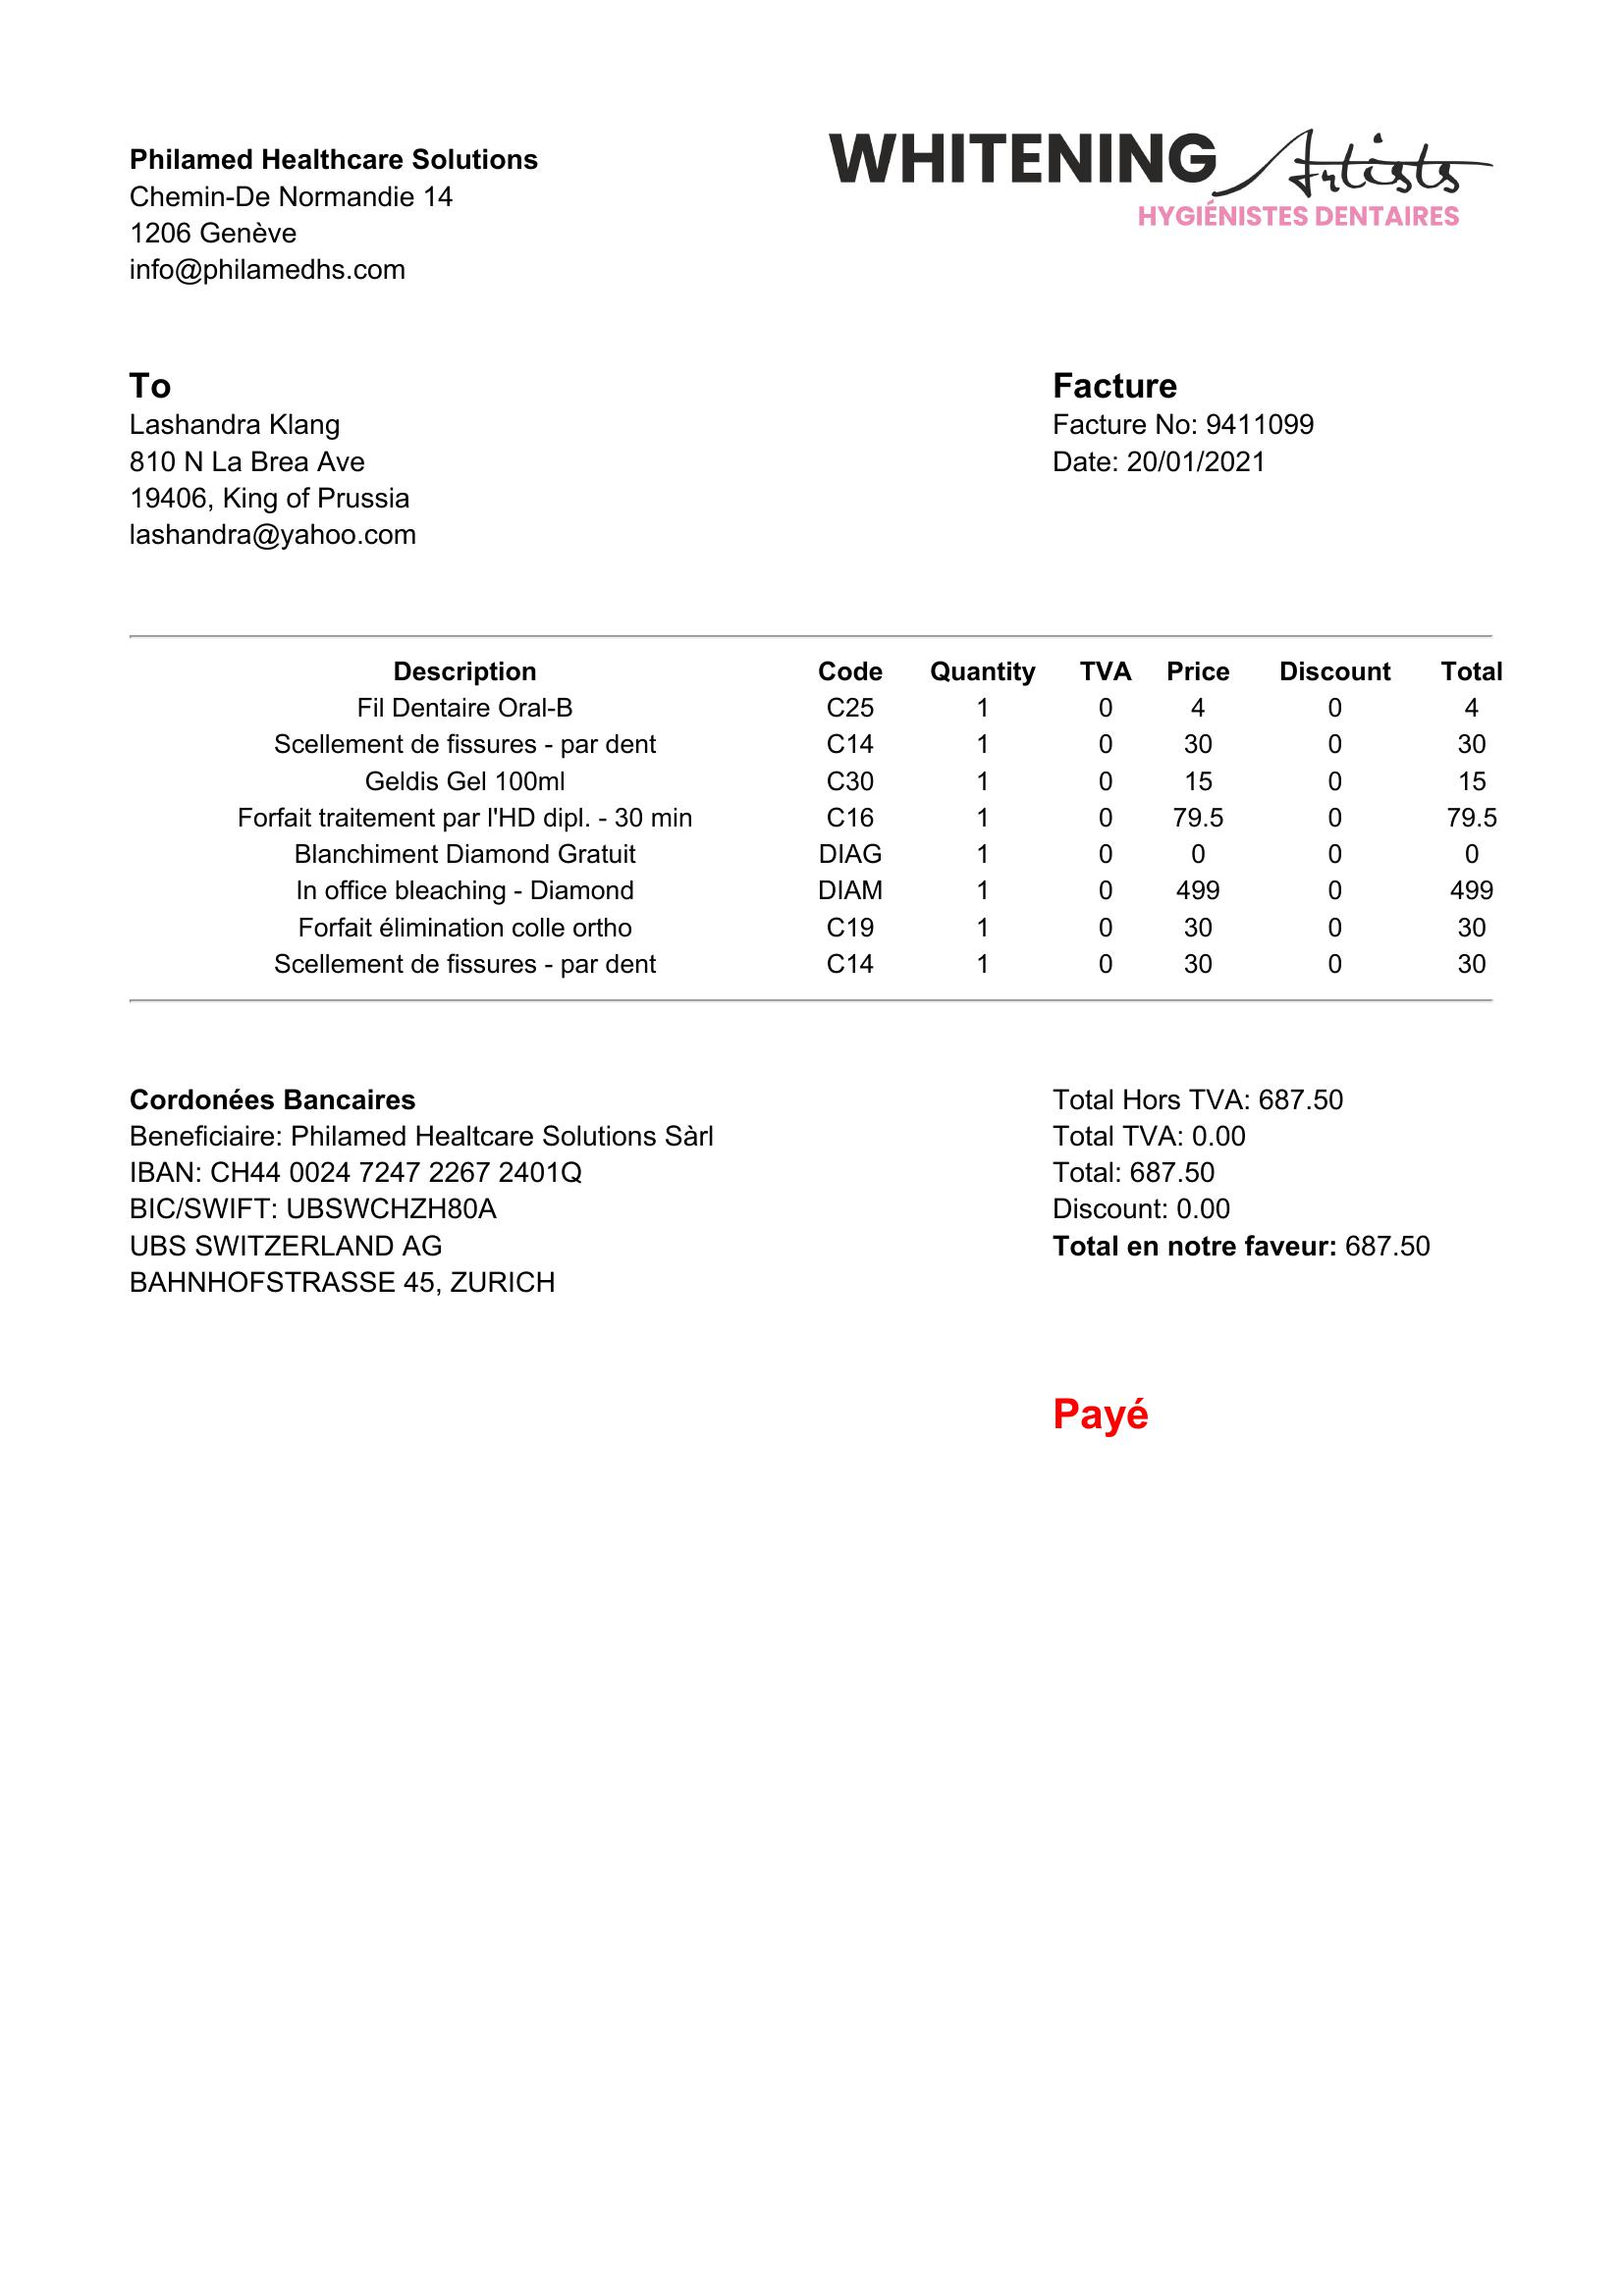 Philamed Healthcare Solutions
Chemin-De Normandie 14
1206 Genève
info@philamedhs.com
WHITENING Artists
HYGIÉNISTES DENTAIRES
To
Lashandra Klang
810 N La Brea Ave
19406, King of Prussia
lashandra@yahoo.com
Facture
Facture No: 9411099
Date: 20/01/2021
Description Code Quantity TVA Price Discount Total
Fil Dentaire Oral-B C25 1 0 4 0 4
Scellement de fissures - par dent C14 1 0 30 0 30
Geldis Gel 100ml C30 1 0 15 0 15
Forfait traitement par l'HD dipl. - 30 min C16 1 0 79.5 0 79.5
Blanchiment Diamond Gratuit DIAG 1 0 0 0 0
In office bleaching - Diamond DIAM 1 0 499 0 499
Forfait élimination colle ortho C19 1 0 30 0 30
Scellement de fissures - par dent C14 1 0 30 0 30
Cordonées Bancaires
Beneficiaire: Philamed Healtcare Solutions Sàrl
IBAN: CH44 0024 7247 2267 2401Q
BIC/SWIFT: UBSWCHZH80A
UBS SWITZERLAND AG
BAHNHOFSTRASSE 45, ZURICH
Total Hors TVA: 687.50
Total TVA: 0.00
Total: 687.50
Discount: 0.00
Total en notre faveur: 687.50
Payé